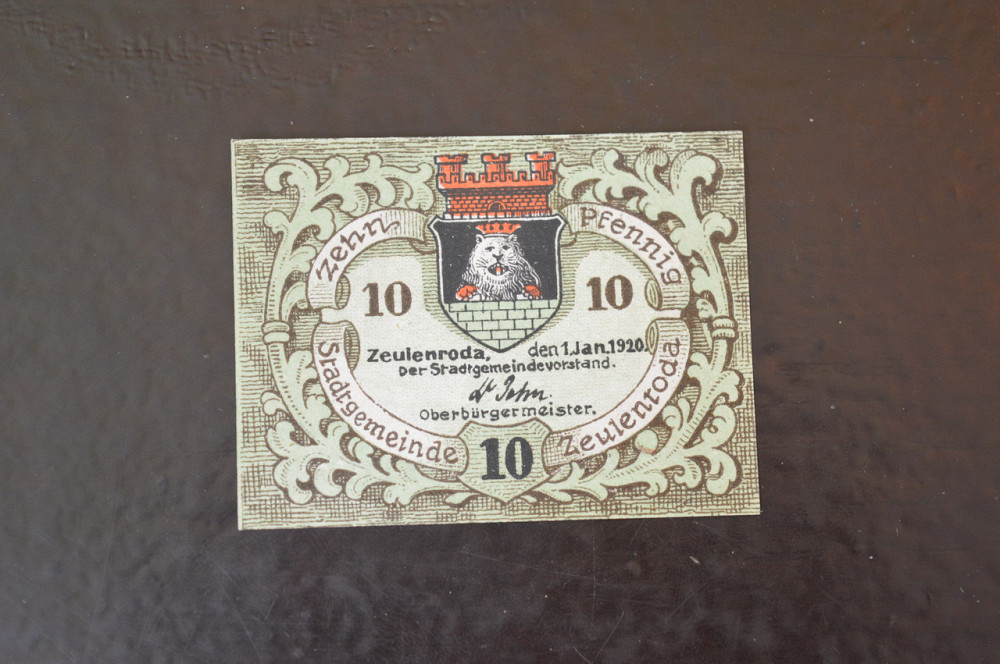 Zehn Pfennig
10 10
Zeulenroda, den 1.Jan.1920.
Der Stadtgemeindevorstand.
Oberbürgermeister.
Stadtgemeinde Zeulenroda
10